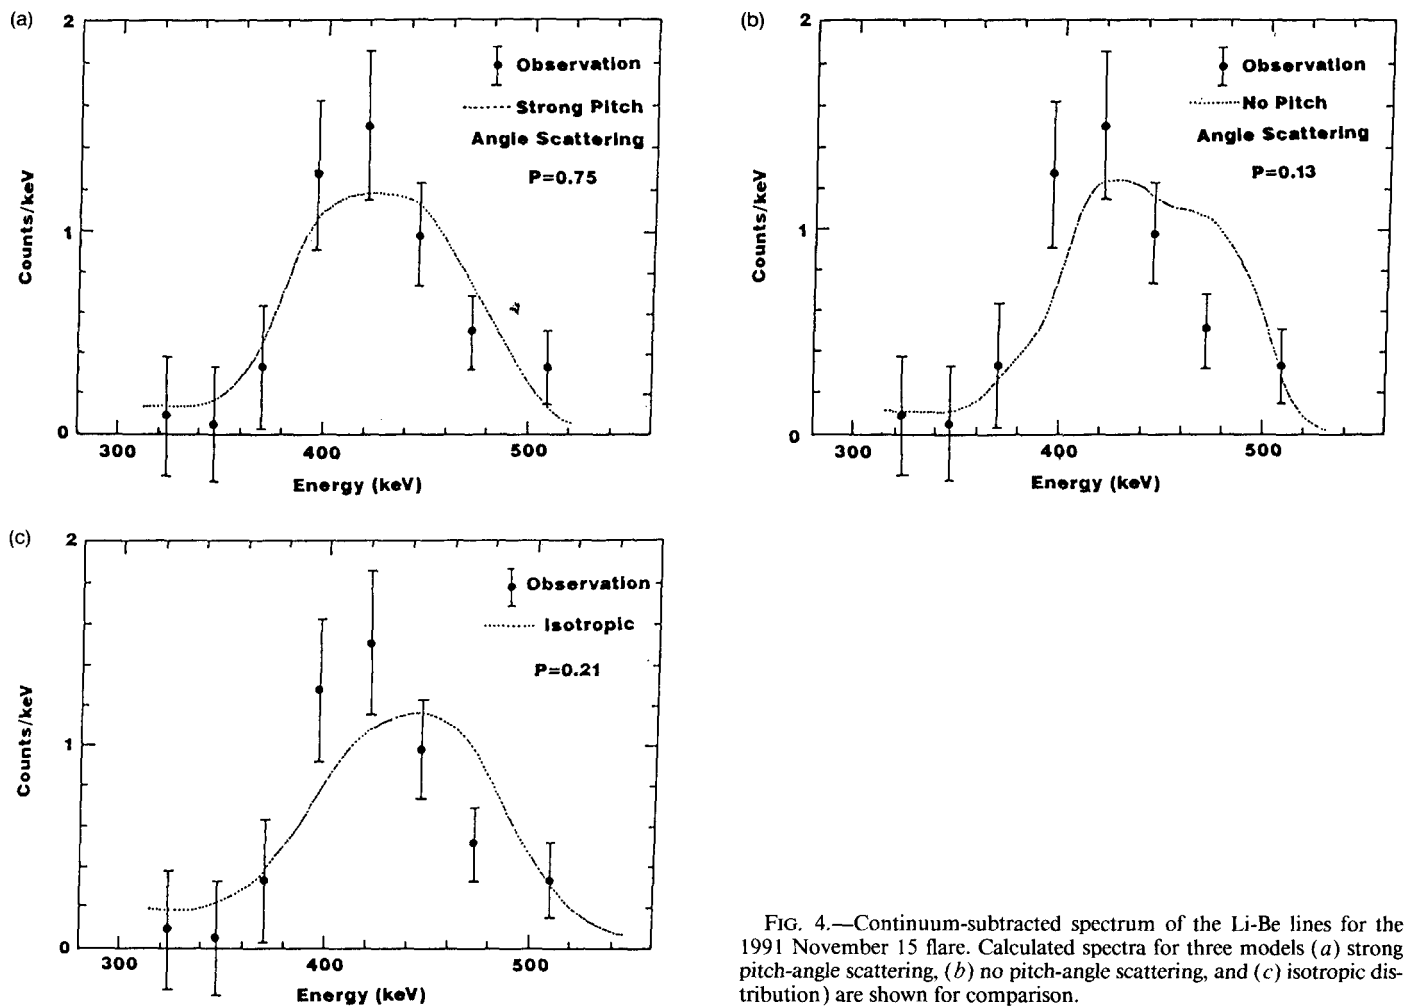 (a)
2
Observation
Strong Pitch
Angle Scattering
P=0.75
Counts/keV
1
0
300 400 500
Energy (keV)
(b)
2
Observation
No Pitch
Angle Scattering
P=0.13
Counts/keV
1
0
300 400 500
Energy (keV)
(c)
2
Observation
Isotropic
P=0.21
Counts/keV
1
0
300 400 500
Energy (keV)
FIG. 4.—Continuum-subtracted spectrum of the Li-Be lines for the
1991 November 15 flare. Calculated spectra for three models (a) strong
pitch-angle scattering, (b) no pitch-angle scattering, and (c) isotropic dis-
tribution) are shown for comparison.